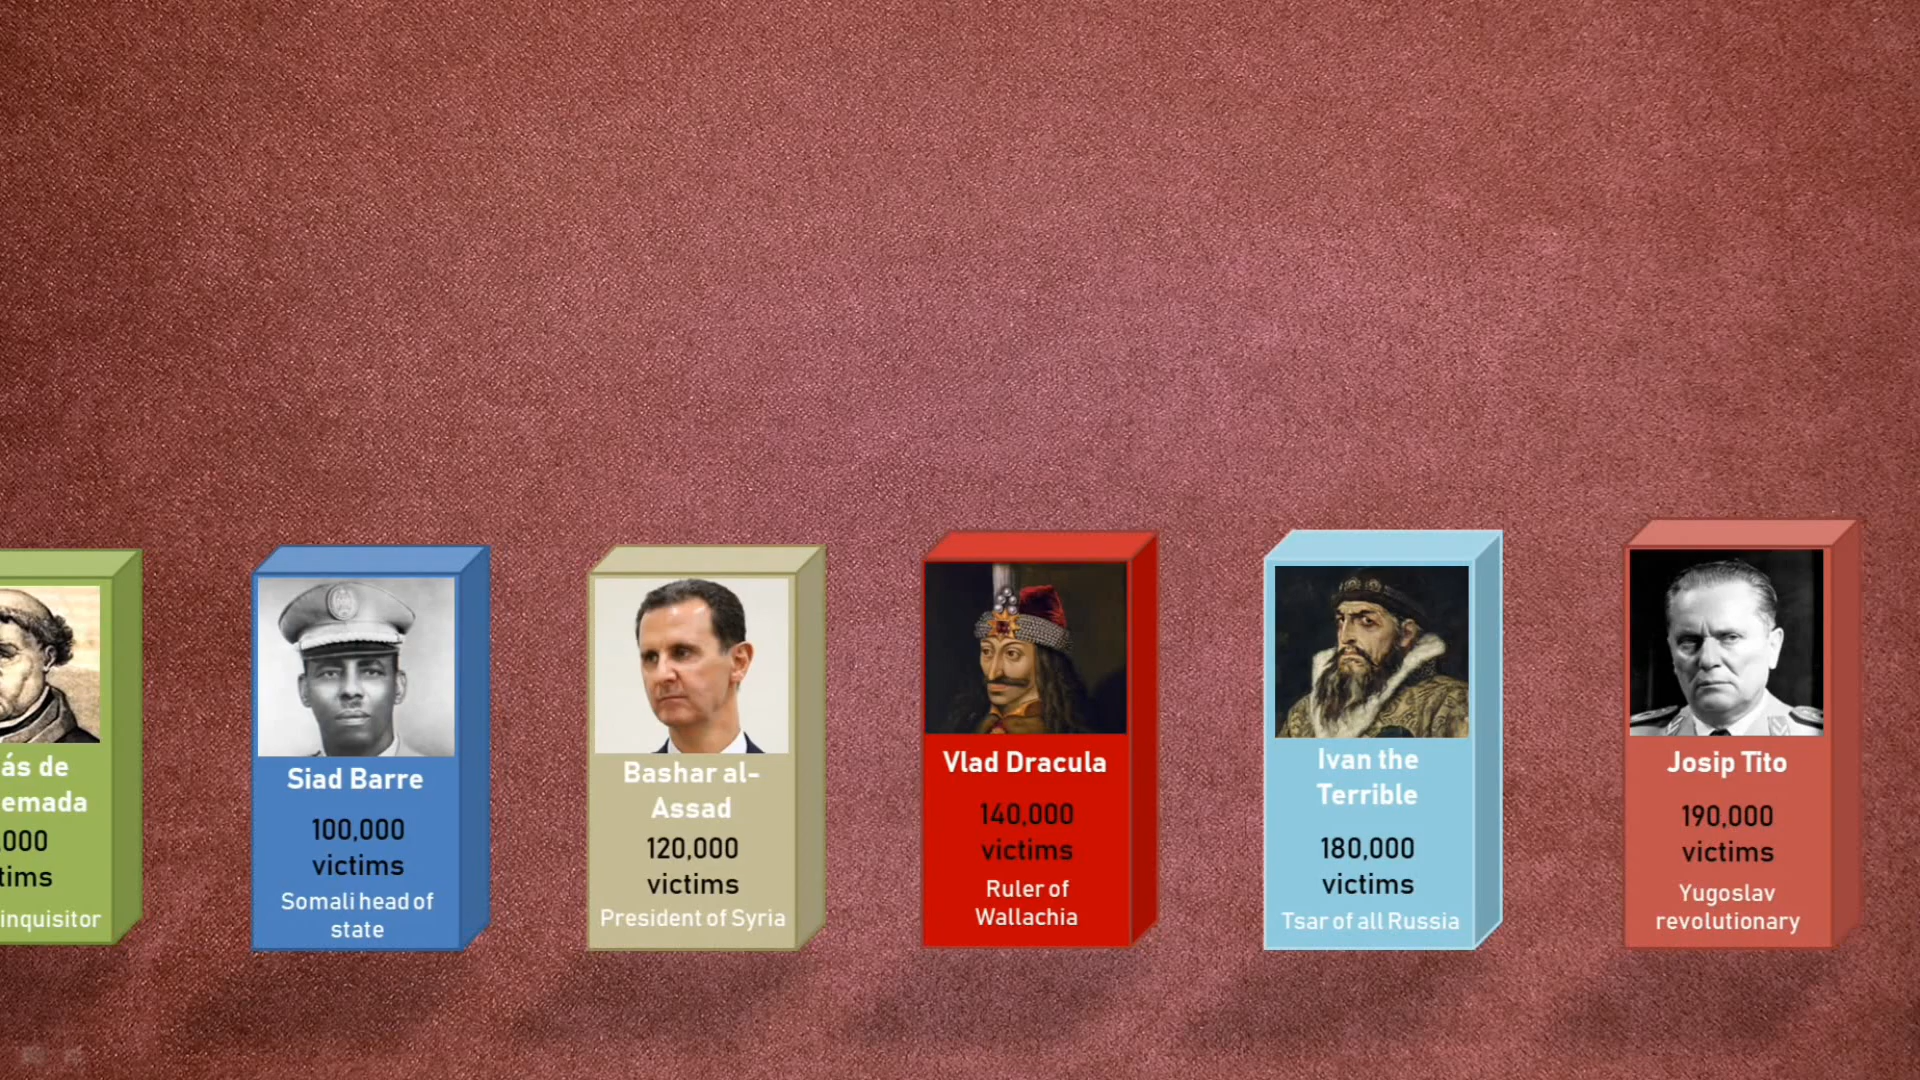 ás de
emada
,000
tims
inquisitor
Siad Barre
100,000
victims
Somali head of
state
Bashar al-
Assad
120,000
victims
President of Syria
Vlad Dracula
140,000
victims
Ruler of
Wallachia
Ivan the
Terrible
180,000
victims
Tsar of all Russia
Josip Tito
190,000
victims
Yugoslav
revolutionary